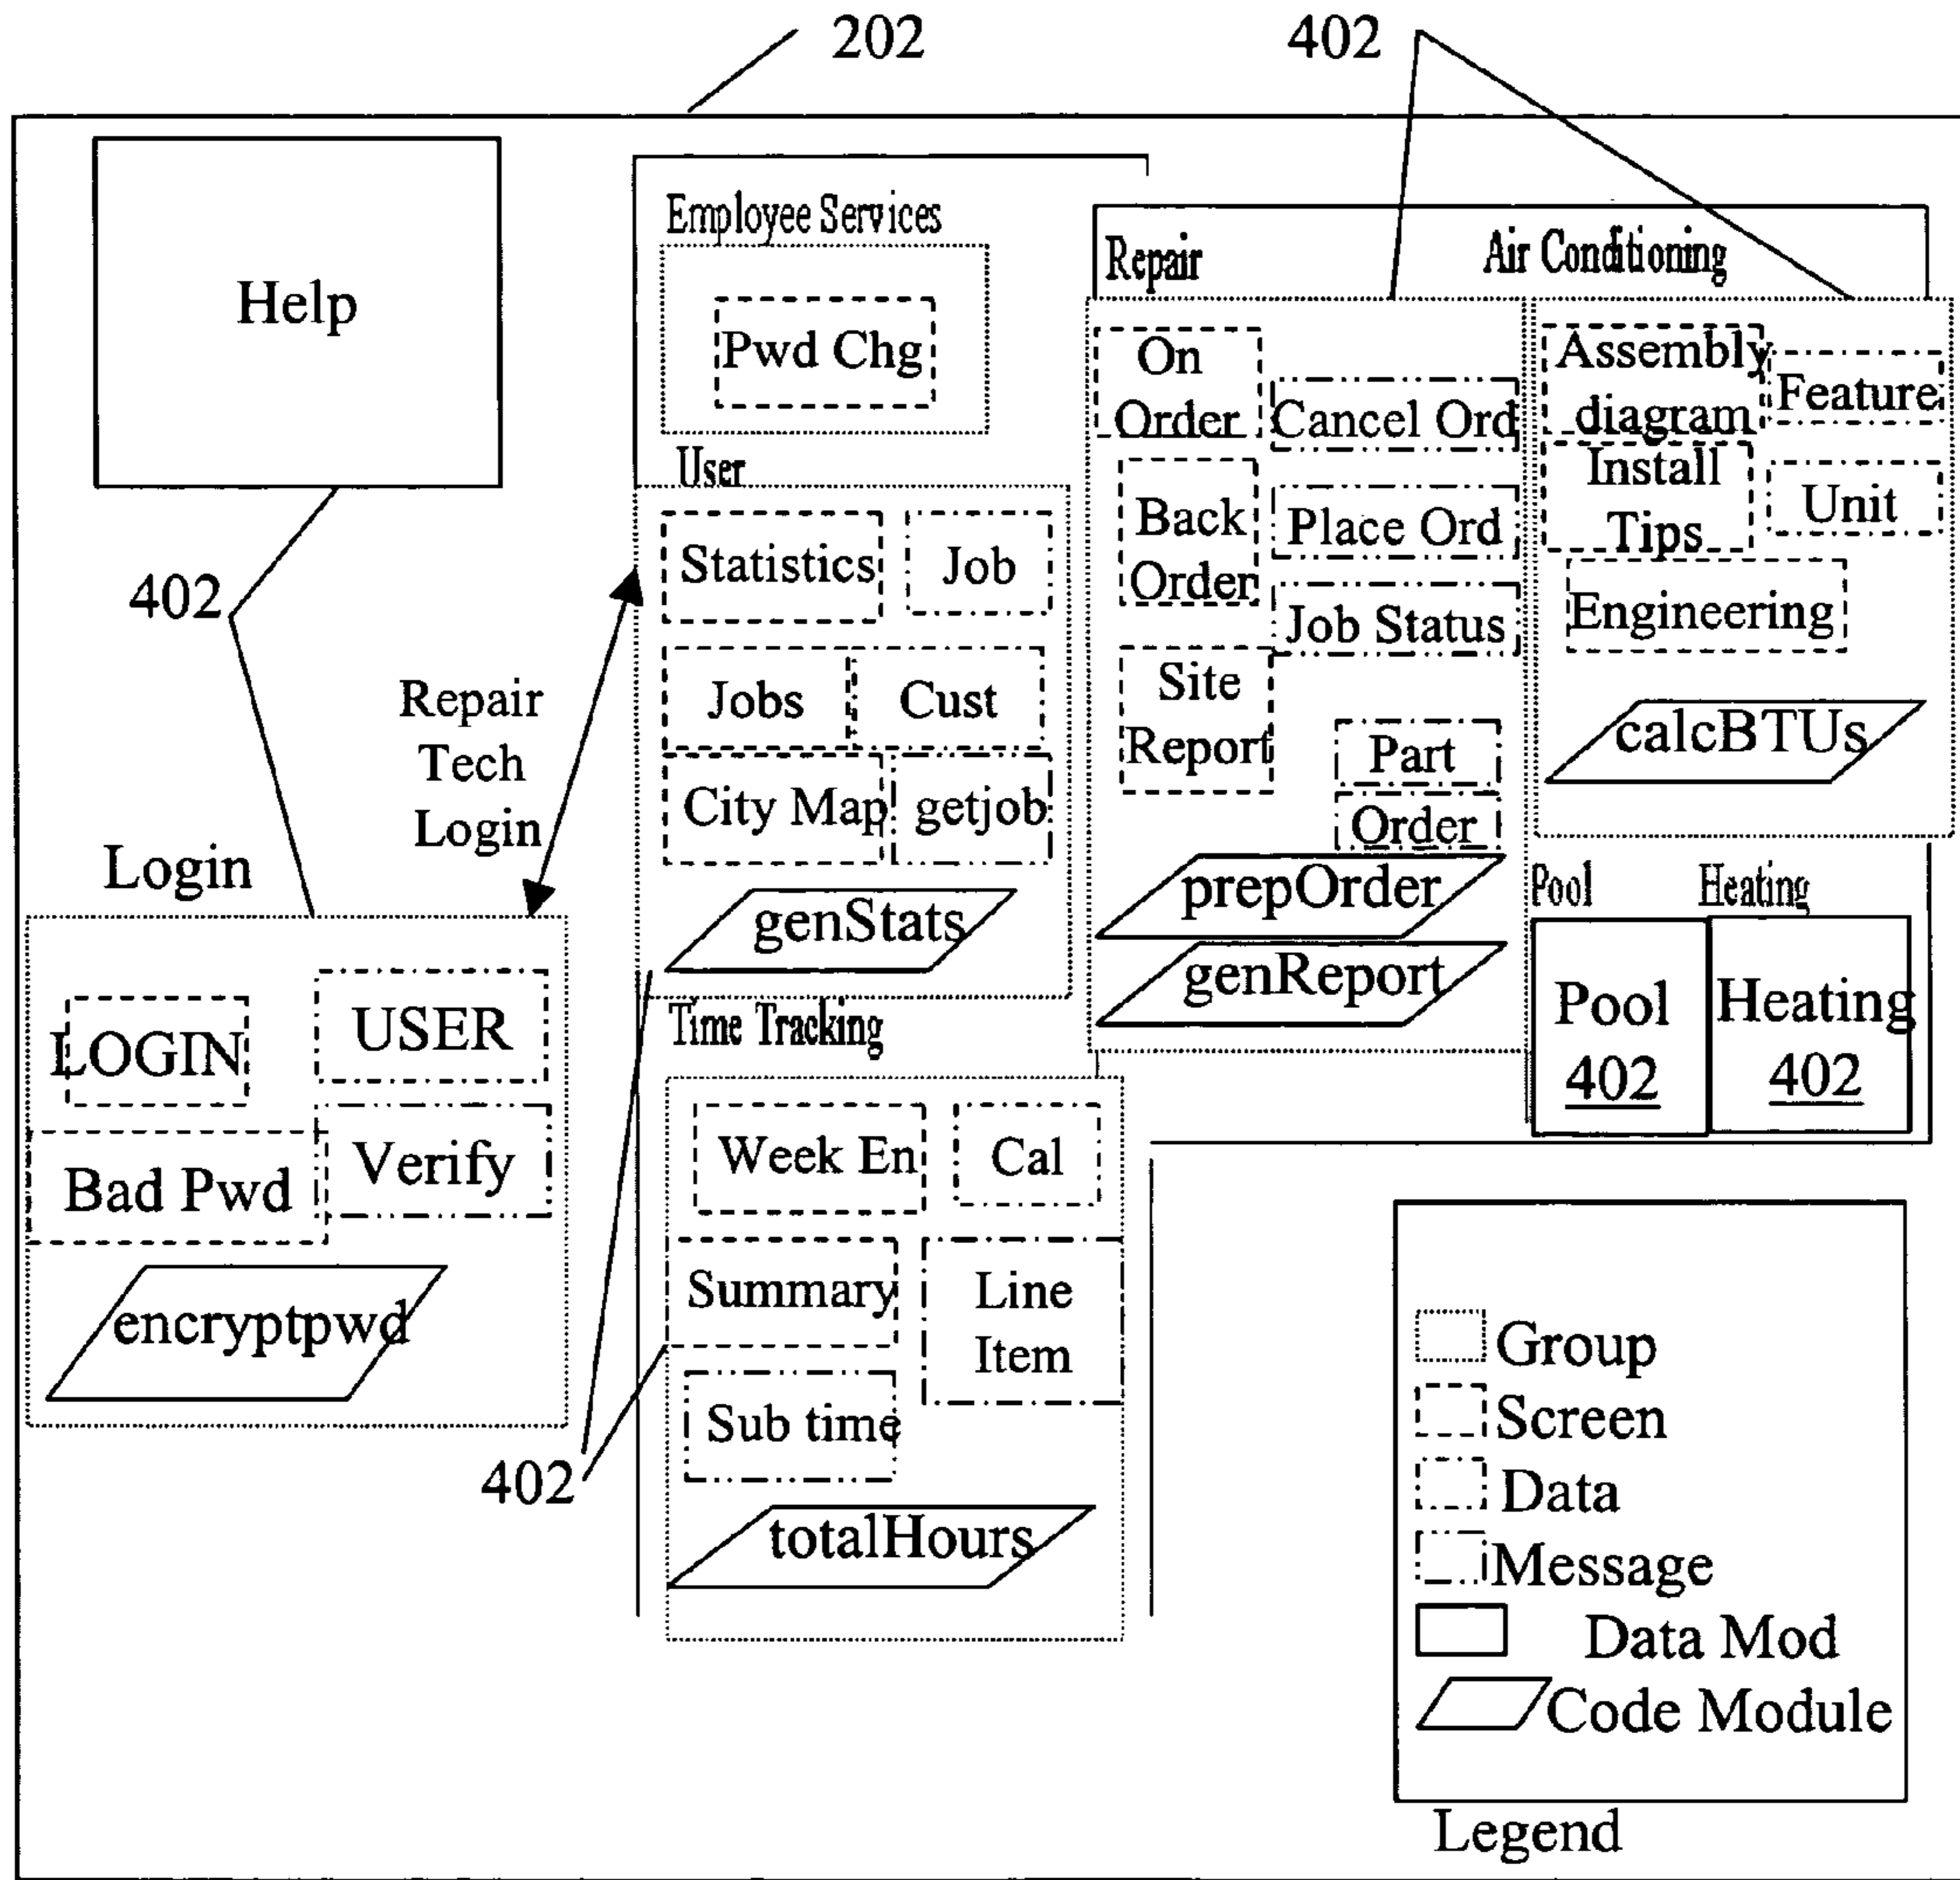 202
402
Help
402
Repair
Tech
Login
Login
LOGIN
USER
Bad Pwd
Verify
encryptpwd
Employee Services
Pwd Chg
User
Statistics
Job
Jobs
Cust
City Map
getjob
genStats
Time Tracking
Week En
Cal
Summary
Line
Item
Sub time
402
totalHours
Repair
Air Conditioning
On
Order
Cancel Ord
Back
Order
Place Ord
Job Status
Site
Report
Part
Order
prepOrder
genReport
Assembly
diagram
Feature
Install
Tips
Unit
Engineering
calcBTUs
Pool
Heating
Pool
402
Heating
402
Group
Screen
Data
Message
Data Mod
Code Module
Legend